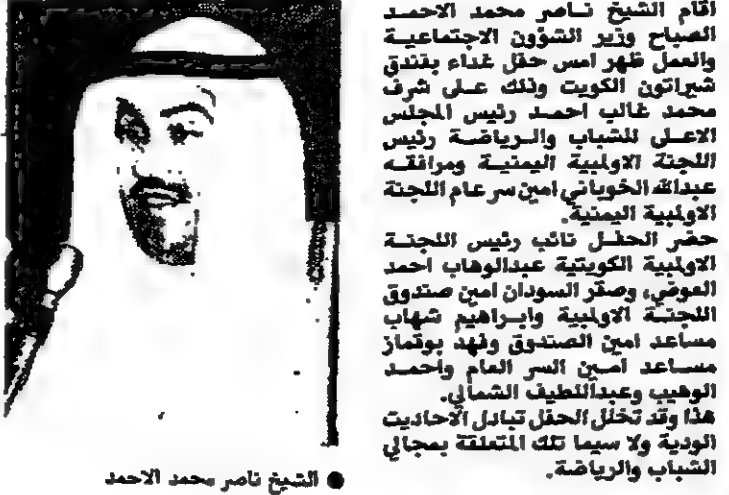 اقام الشيخ ناصر محمد الاحمد
الصباح وزير الشؤون الاجتماعية
والعمل ظهر امس حفل غداء بفندق
شيراتون الكويت وذلك على شرف
محمد غالب احمد رئيس المجلس
الاعلى للشباب والرياضة رئيس
اللجنة الاولمبية اليمنية ومرافقه
عبدالله الخوباني امين سر عام اللجنة
الاولمبية اليمنية.
حضر الحفل نائب رئيس اللجنة
الاولمبية الكويتية عبدالوهاب احمد
العوضي، وصقر السودان امين صندوق
اللجنة الاولمبية وابراهيم شهاب
مساعد امين الصندوق وفهد بوقماز
مساعد امين السر العام واحمد
الوهيب وعبداللطيف الشمالي.
هذا وقد تخلل الحفل تبادل الاحاديث
الودية ولا سيما تلك المتعلقة بمجالي
الشباب والرياضة.
● الشيخ ناصر محمد الاحمد